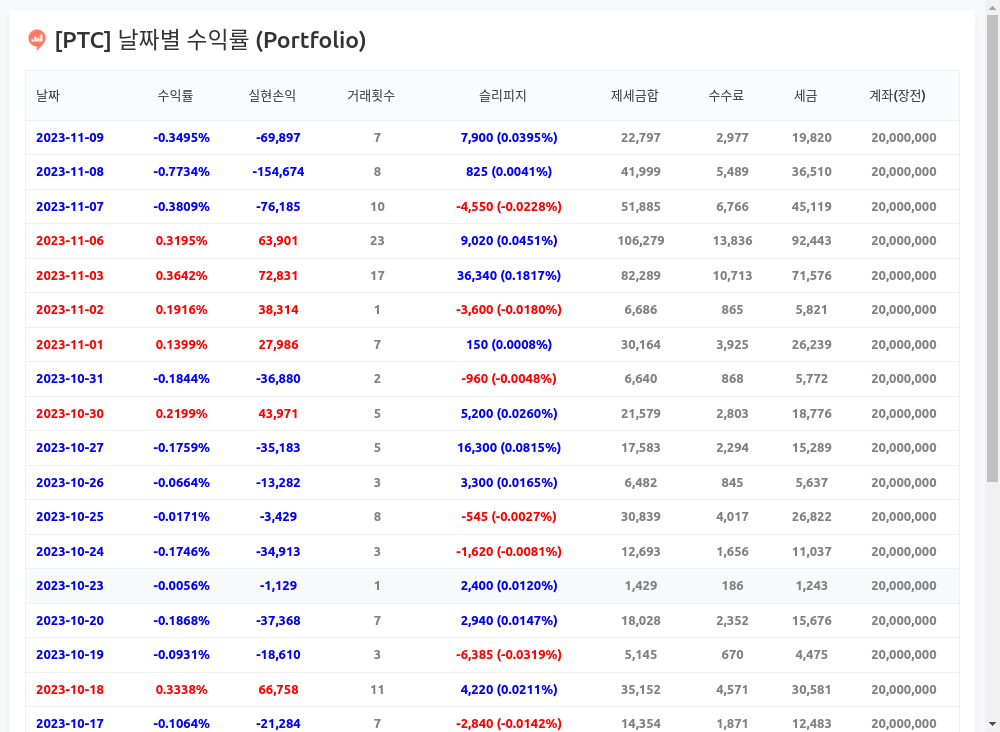 [PTC] 날짜별 수익률 (Portfolio)
날짜 수익률 실현손익 거래횟수 슬리피지 제세금합 수수료 세금 계좌(장전)
2023-11-09 -0.3495% -69,897 7 7,900 (0.0395%) 22,797 2,977 19,820 20,000,000
2023-11-08 -0.7734% -154,674 8 825 (0.0041%) 41,999 5,489 36,510 20,000,000
2023-11-07 -0.3809% -76,185 10 -4,550 (-0.0228%) 51,885 6,766 45,119 20,000,000
2023-11-06 0.3195% 63,901 23 9,020 (0.0451%) 106,279 13,836 92,443 20,000,000
2023-11-03 0.3642% 72,831 17 36,340 (0.1817%) 82,289 10,713 71,576 20,000,000
2023-11-02 0.1916% 38,314 1 -3,600 (-0.0180%) 6,686 865 5,821 20,000,000
2023-11-01 0.1399% 27,986 7 150 (0.0008%) 30,164 3,925 26,239 20,000,000
2023-10-31 -0.1844% -36,880 2 -960 (-0.0048%) 6,640 868 5,772 20,000,000
2023-10-30 0.2199% 43,971 5 5,200 (0.0260%) 21,579 2,803 18,776 20,000,000
2023-10-27 -0.1759% -35,183 5 16,300 (0.0815%) 17,583 2,294 15,289 20,000,000
2023-10-26 -0.0664% -13,282 3 3,300 (0.0165%) 6,482 845 5,637 20,000,000
2023-10-25 -0.0171% -3,429 8 -545 (-0.0027%) 30,839 4,017 26,822 20,000,000
2023-10-24 -0.1746% -34,913 3 -1,620 (-0.0081%) 12,693 1,656 11,037 20,000,000
2023-10-23 -0.0056% -1,129 1 2,400 (0.0120%) 1,429 186 1,243 20,000,000
2023-10-20 -0.1868% -37,368 7 2,940 (0.0147%) 18,028 2,352 15,676 20,000,000
2023-10-19 -0.0931% -18,610 3 -6,385 (-0.0319%) 5,145 670 4,475 20,000,000
2023-10-18 0.3338% 66,758 11 4,220 (0.0211%) 35,152 4,571 30,581 20,000,000
2023-10-17 -0.1064% -21,284 7 -2,840 (-0.0142%) 14,354 1,871 12,483 20,000,000